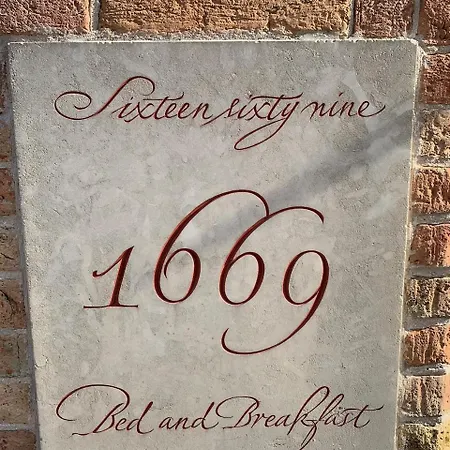 Sixteen sixty nine
1669
Bed and Breakfast